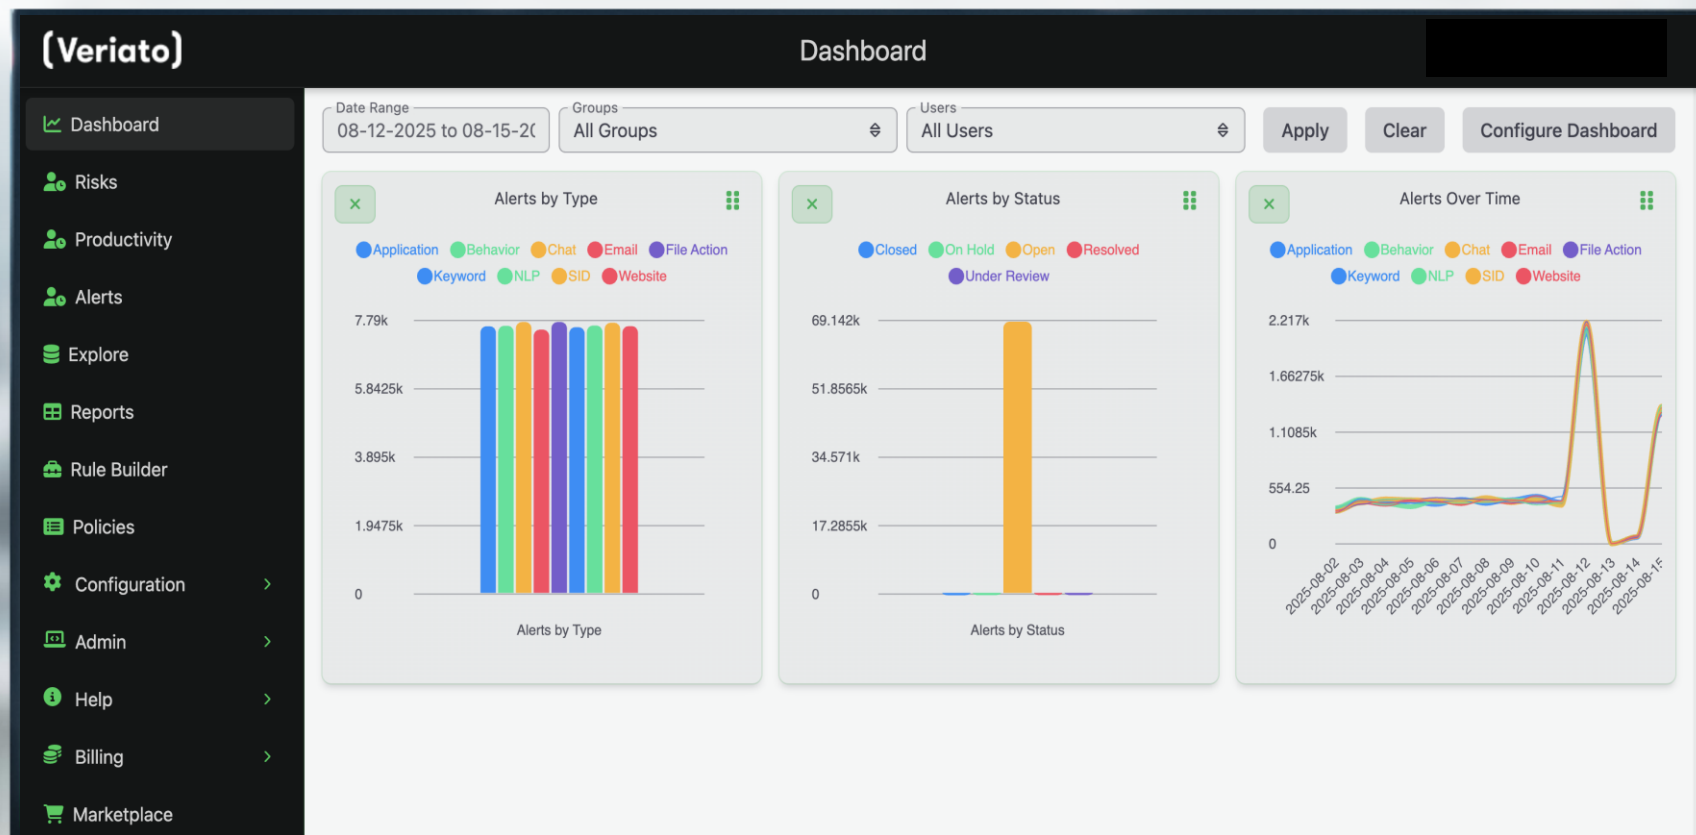 (Veriato)
Dashboard
Dashboard
Risks
Productivity
Alerts
Explore
Reports
Rule Builder
Policies
Configuration
Admin
Help
Billing
Marketplace
Date Range
08-12-2025 to 08-15-20
Groups
All Groups
Users
All Users
Apply
Clear
Configure Dashboard
Alerts by Type
Application Behavior Chat Email File Action
Keyword NLP SID Website
7.79k
5.8425k
3.895k
1.9475k
0
Alerts by Type
Alerts by Status
Closed On Hold Open Resolved
Under Review
69.142k
51.8565k
34.571k
17.2855k
0
Alerts by Status
Alerts Over Time
Application Behavior Chat Email File Action
Keyword NLP SID Website
2.217k
1.66275k
1.1085k
554.25
0
2025-08-02
2025-08-03
2025-08-04
2025-08-05
2025-08-06
2025-08-07
2025-08-08
2025-08-09
2025-08-10
2025-08-11
2025-08-12
2025-08-13
2025-08-14
2025-08-15